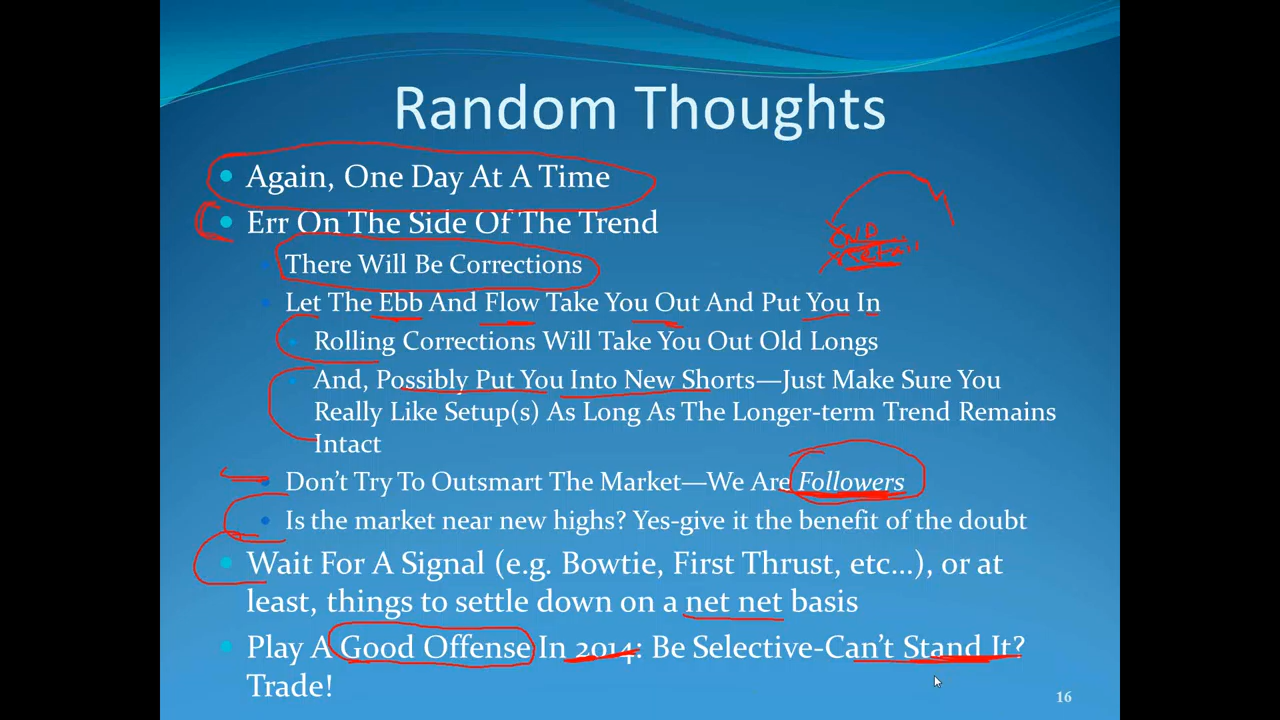 Random Thoughts
Again, One Day At A Time
Err On The Side Of The Trend
There Will Be Corrections
Let The Ebb And Flow Take You Out And Put You In
Rolling Corrections Will Take You Out Old Longs
And, Possibly Put You Into New Shorts—Just Make Sure You
Really Like Setup(s) As Long As The Longer-term Trend Remains
Intact
Don't Try To Outsmart The Market—We Are Followers
Is the market near new highs? Yes-give it the benefit of the doubt
Wait For A Signal (e.g. Bowtie, First Thrust, etc...), or at
least, things to settle down on a net net basis
Play A Good Offense In 2014: Be Selective-Can't Stand It?
Trade!
16